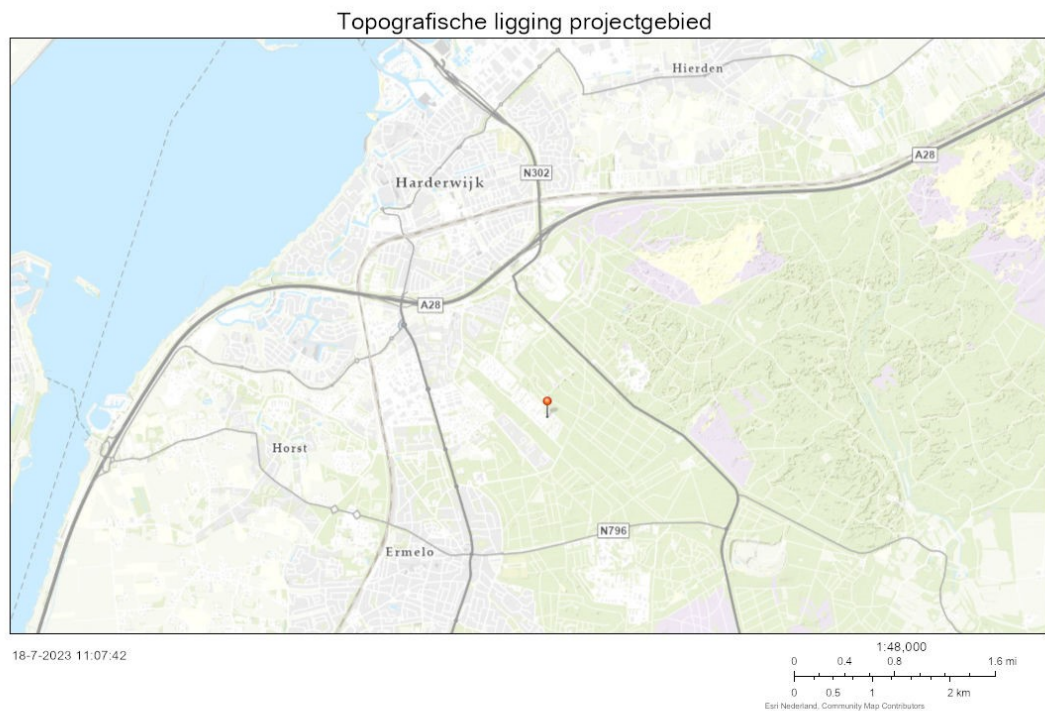 Topografische ligging projectgebied
Hierden
A28
N302
Harderwijk
A28
Horst
N796
Ermelo
18-7-2023 11:07:42
1:48,000
0 0.4 0.8 1.6 mi
0 0.5 1 2 km
Esri Nederland, Community Map Contributors